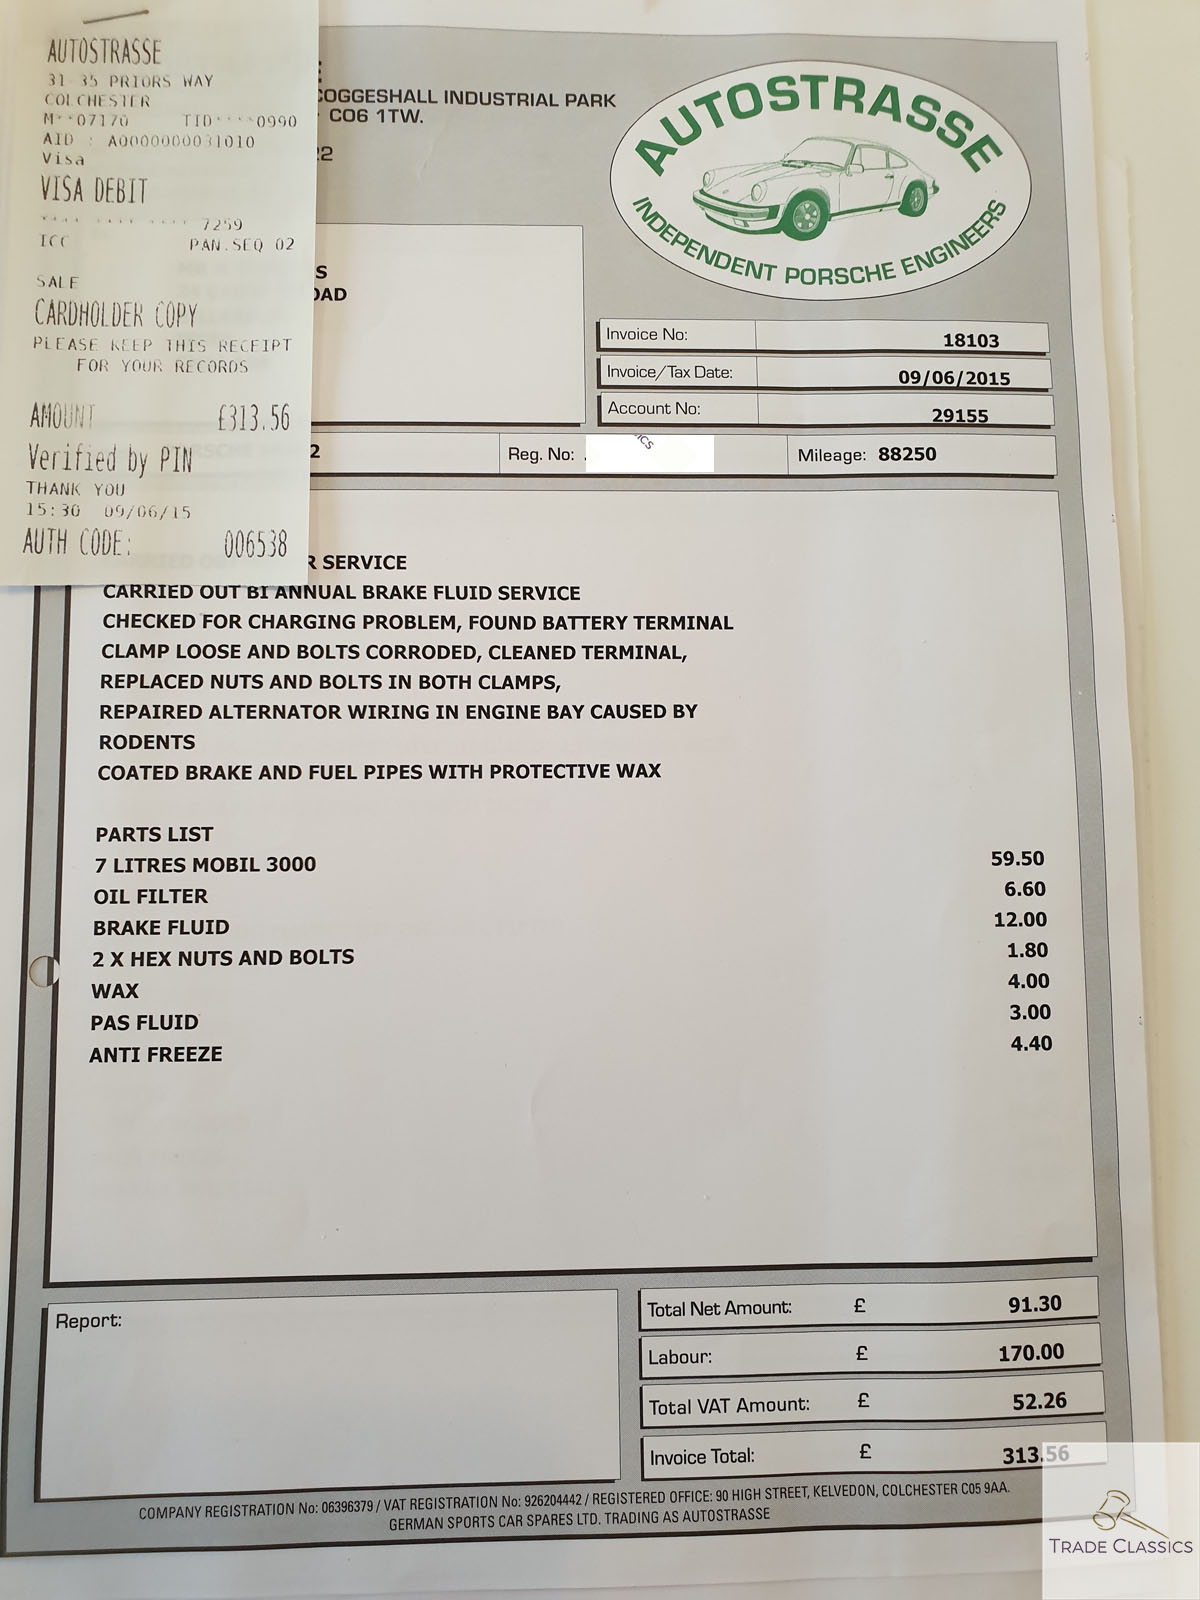 AUTOSTRASSE
31-35 PRIORS WAY
COLCHESTER
M**07170 TID****0990
AID : A0000000031010
Visa
VISA DEBIT
**** **** **** 7259
ICC PAN.SEQ 02
SALE
CARDHOLDER COPY
PLEASE KEEP THIS RECEIPT
FOR YOUR RECORDS
AMOUNT £313.56
Verified by PIN
THANK YOU
15:30 09/06/15
AUTH CODE: 006538
COGGESHALL INDUSTRIAL PARK
CO6 1TW.
22
AUTOSTRASSE
INDEPENDENT PORSCHE ENGINEERS
S
OAD
Invoice No: 18103
Invoice/Tax Date: 09/06/2015
Account No: 29155
2 Reg. No: Mileage: 88250
R SERVICE
CARRIED OUT BI ANNUAL BRAKE FLUID SERVICE
CHECKED FOR CHARGING PROBLEM, FOUND BATTERY TERMINAL
CLAMP LOOSE AND BOLTS CORRODED, CLEANED TERMINAL,
REPLACED NUTS AND BOLTS IN BOTH CLAMPS,
REPAIRED ALTERNATOR WIRING IN ENGINE BAY CAUSED BY
RODENTS
COATED BRAKE AND FUEL PIPES WITH PROTECTIVE WAX
PARTS LIST
7 LITRES MOBIL 3000 59.50
OIL FILTER 6.60
BRAKE FLUID 12.00
2 X HEX NUTS AND BOLTS 1.80
WAX 4.00
PAS FLUID 3.00
ANTI FREEZE 4.40
Report:
Total Net Amount: £ 91.30
Labour: £ 170.00
Total VAT Amount: £ 52.26
Invoice Total: £ 313.56
COMPANY REGISTRATION No: 06396379 / VAT REGISTRATION No: 926204442 / REGISTERED OFFICE: 90 HIGH STREET, KELVEDON, COLCHESTER C05 9AA.
GERMAN SPORTS CAR SPARES LTD. TRADING AS AUTOSTRASSE
TRADE CLASSICS